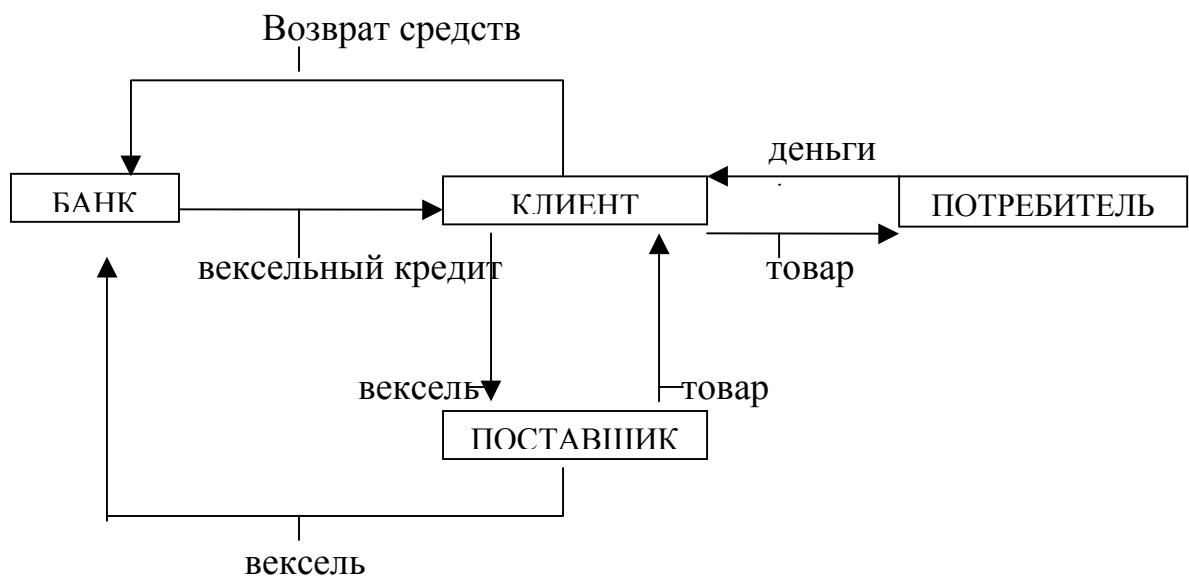 Возврат средств
деньги
БАНК
КЛИЕНТ
ПОТРЕБИТЕЛЬ
вексельный кредит
товар
вексель
товар
ПОСТАВЩИК
вексель